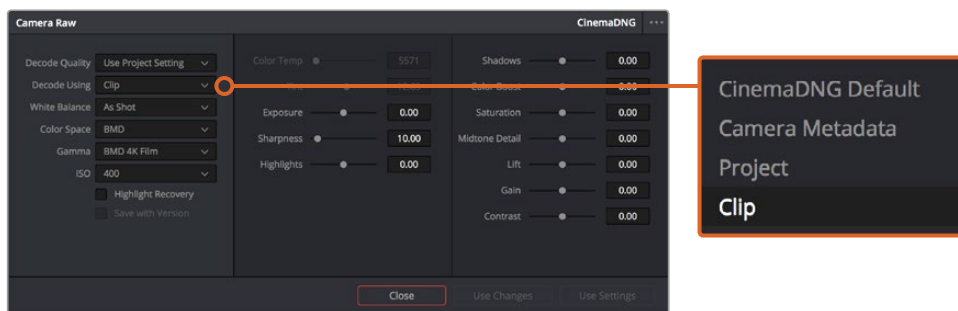 Camera Raw
CinemaDNG
Decode Quality Use Project Setting
Decode Using Clip
White Balance As Shot
Color Space BMD
Gamma BMD 4K Film
ISO 400
Highlight Recovery
Save with Version
Color Temp 5571
Exposure 0.00
Sharpness 10.00
Highlights 0.00
Shadows 0.00
Color Boost 0.00
Saturation 0.00
Midtone Detail 0.00
Lift 0.00
Gain 0.00
Contrast 0.00
Close
Use Changes
Use Settings
CinemaDNG Default
Camera Metadata
Project
Clip